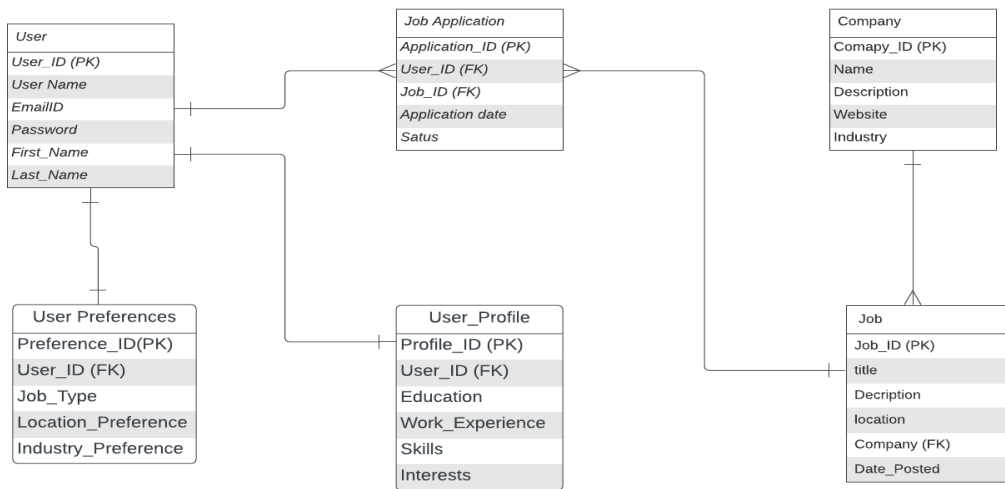 User
User_ID (PK)
User Name
EmailID
Password
First_Name
Last_Name
Job Application
Application_ID (PK)
User_ID (FK)
Job_ID (FK)
Application date
Satus
Company
Comapy_ID (PK)
Name
Description
Website
Industry
User Preferences
Preference_ID(PK)
User_ID (FK)
Job_Type
Location_Preference
Industry_Preference
User_Profile
Profile_ID (PK)
User_ID (FK)
Education
Work_Experience
Skills
Interests
Job
Job_ID (PK)
title
Decription
location
Company (FK)
Date_Posted